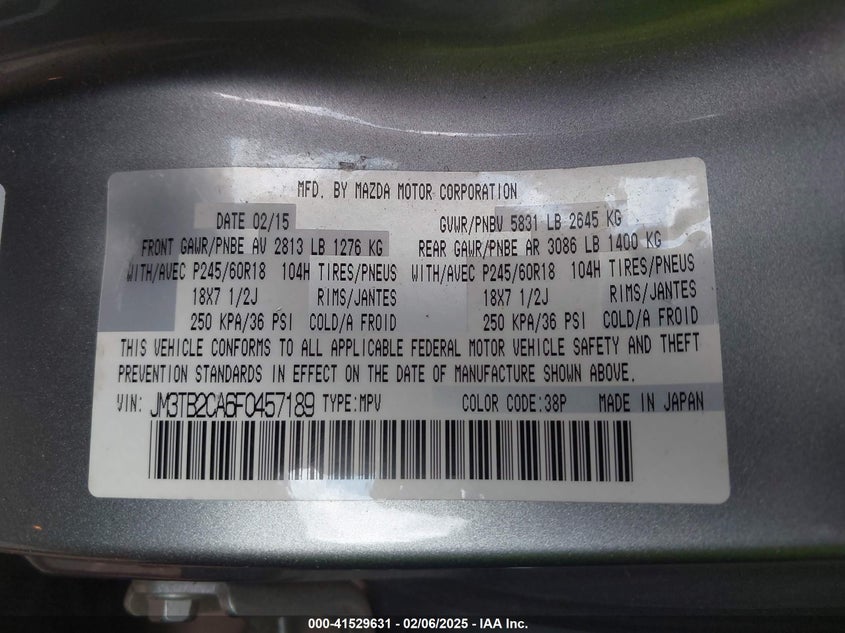 MFD. BY MAZDA MOTOR CORPORATION
DATE 02/15 GVWR/PNBV 5831 LB 2645 KG
FRONT GAWR/PNBE AV 2813 LB 1276 KG REAR GAWR/PNBE AR 3086 LB 1400 KG
WITH/AVEC P245/60R18 104H TIRES/PNEUS WITH/AVEC P245/60R18 104H TIRES/PNEUS
18X7 1/2J RIMS/JANTES 18X7 1/2J RIMS/JANTES
250 KPA/36 PSI COLD/A FROID 250 KPA/36 PSI COLD/A FROID
THIS VEHICLE CONFORMS TO ALL APPLICABLE FEDERAL MOTOR VEHICLE SAFETY AND THEFT
PREVENTION STANDARDS IN EFFECT ON THE DATE OF MANUFACTURE SHOWN ABOVE.
VIN: JM3TB2CA6F0457189 TYPE:MPV COLOR CODE:38P MADE IN JAPAN
000-41529631 - 02/06/2025 - IAA Inc.